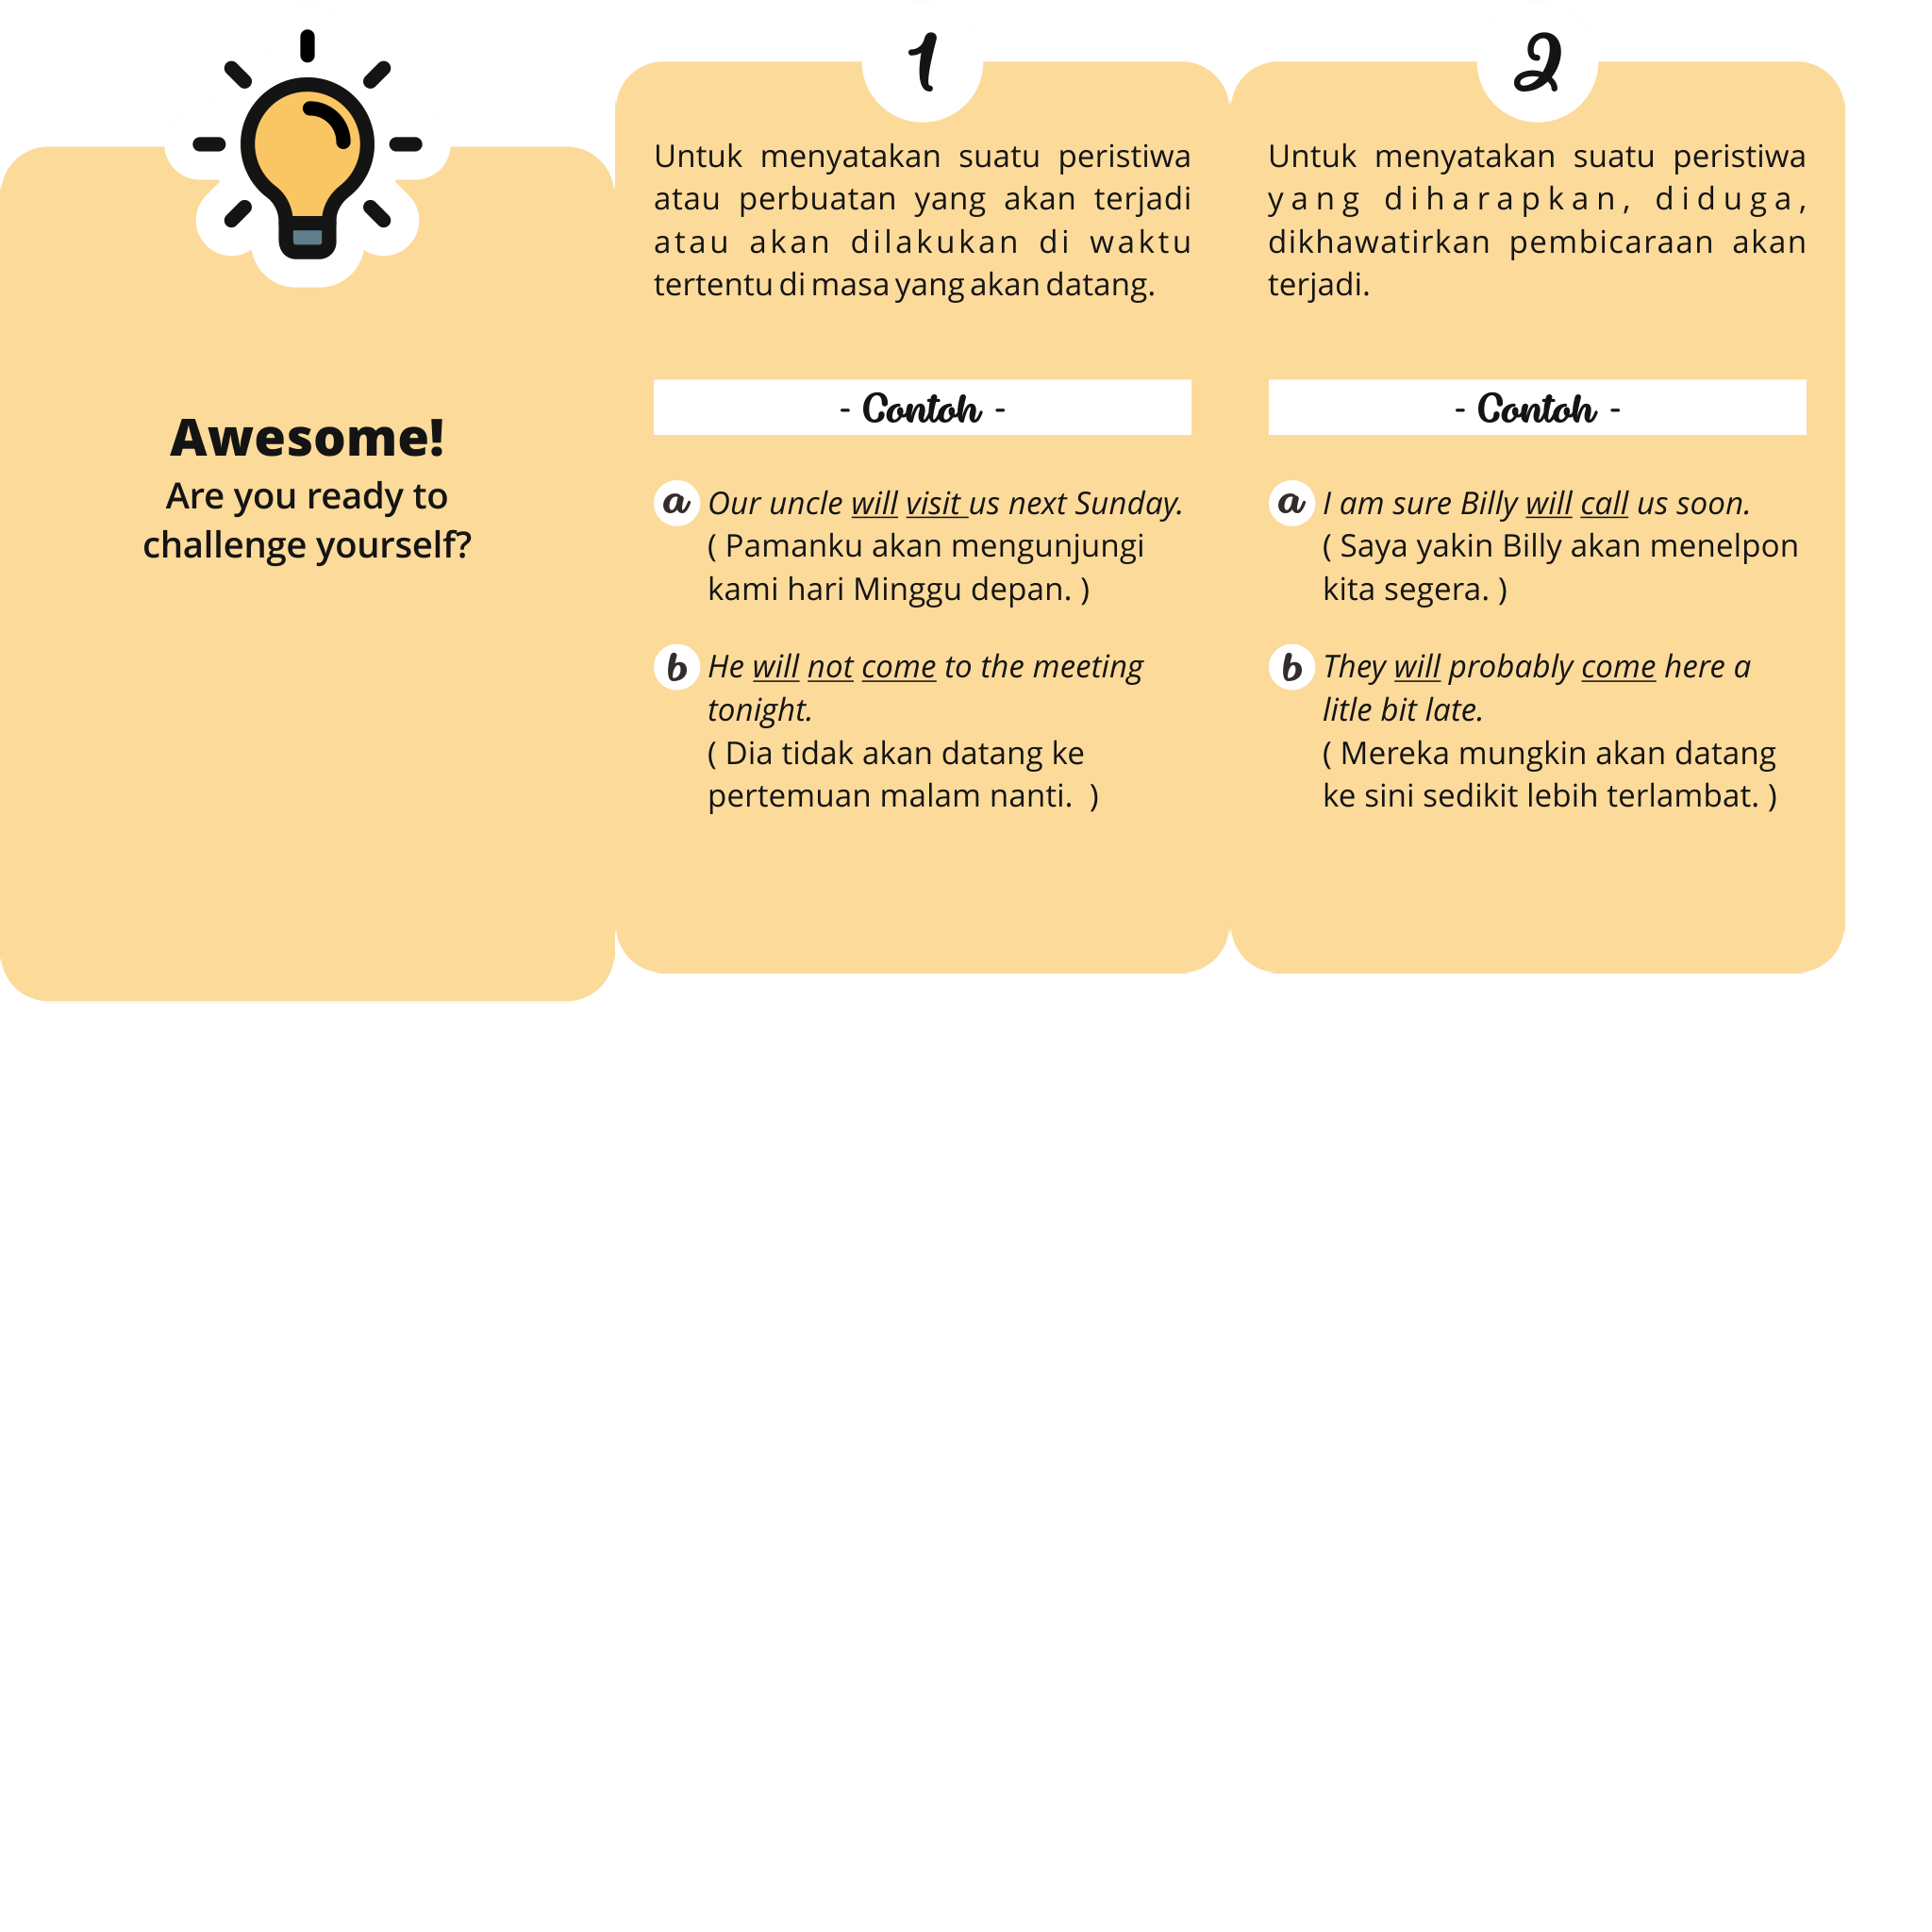 Awesome!
Are you ready to
challenge yourself?
1
Untuk menyatakan suatu peristiwa
atau perbuatan yang akan terjadi
atau akan dilakukan di waktu
tertentu di masa yang akan datang.
- Contoh -
a Our uncle will visit us next Sunday.
( Pamanku akan mengunjungi
kami hari Minggu depan. )
b He will not come to the meeting
tonight.
( Dia tidak akan datang ke
pertemuan malam nanti. )
2
Untuk menyatakan suatu peristiwa
yang diharapkan, diduga,
dikhawatirkan pembicaraan akan
terjadi.
- Contoh -
a I am sure Billy will call us soon.
( Saya yakin Billy akan menelpon
kita segera. )
b They will probably come here a
litle bit late.
( Mereka mungkin akan datang
ke sini sedikit lebih terlambat. )